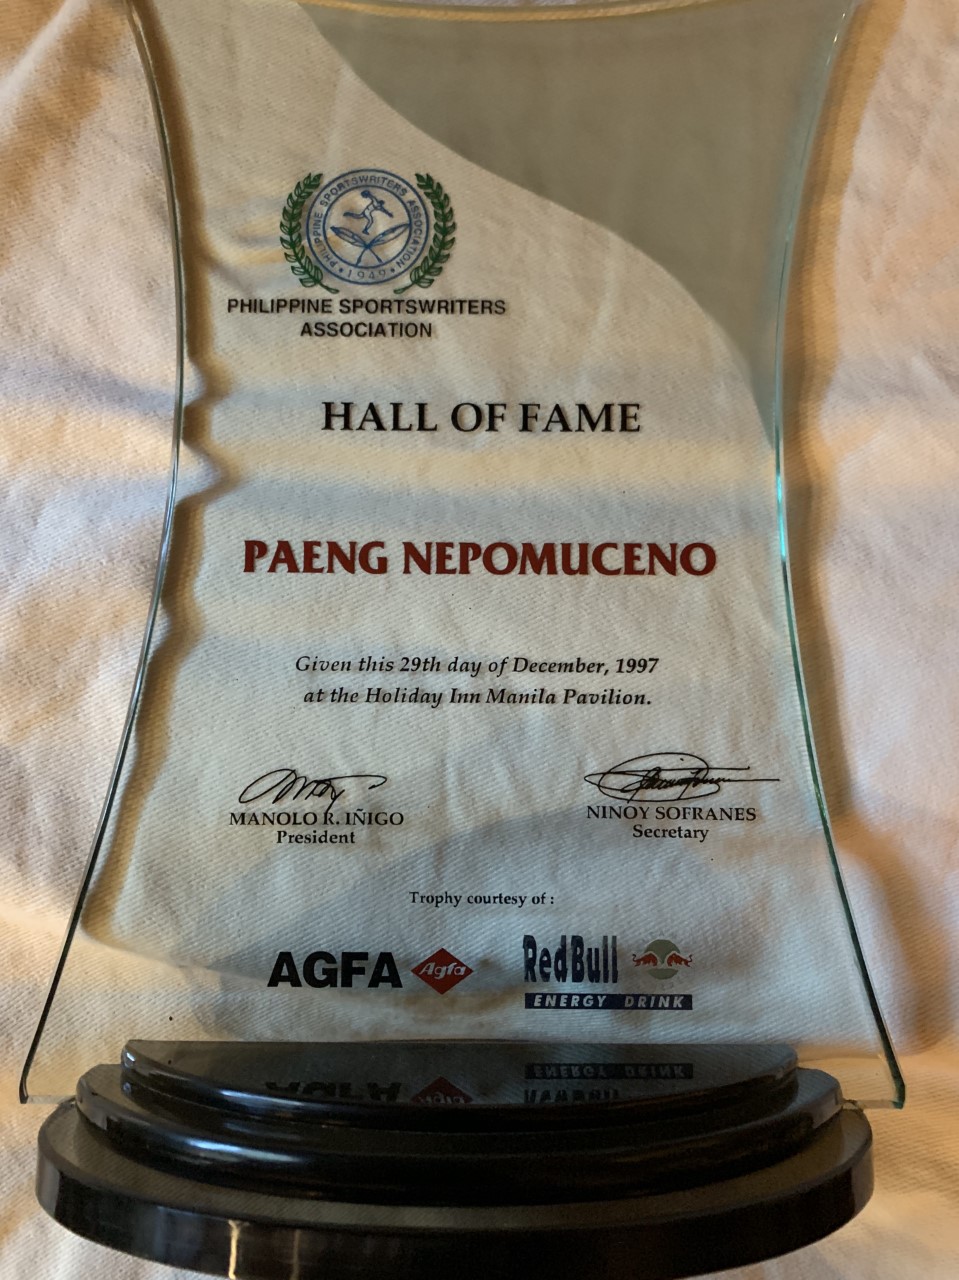 PHILIPPINE SPORTSWRITERS ASSOCIATION
• 1949 •
PHILIPPINE SPORTSWRITERS
ASSOCIATION
HALL OF FAME
PAENG NEPOMUCENO
Given this 29th day of December, 1997
at the Holiday Inn Manila Pavilion.
MANOLO R. IÑIGO
President
NINOY SOFRANES
Secretary
Trophy courtesy of :
AGFA Agfa
RedBull
ENERGY DRINK